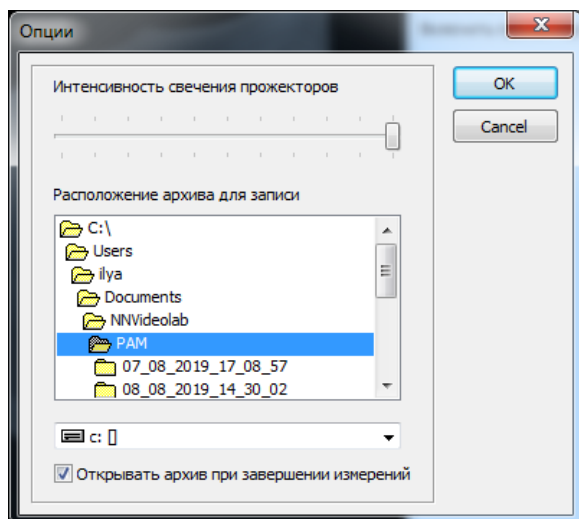 Опции
Интенсивность свечения прожекторов
OK
Cancel
Расположение архива для записи
C:\
Users
ilya
Documents
NNVideolab
PAM
07_08_2019_17_08_57
08_08_2019_14_30_02
c: []
Открывать архив при завершении измерений